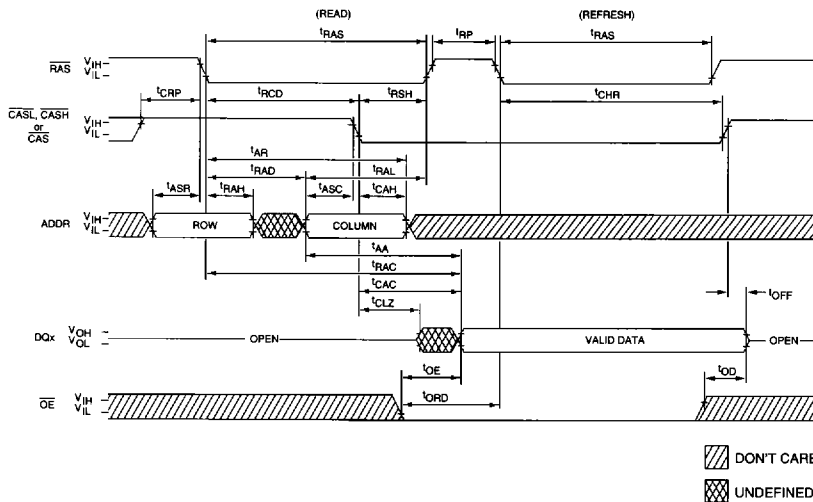 (READ) (REFRESH)
tRAS tRP tRAS
RAS VIH VIL
tCRP tRCD tRSH tCHR
CASL, CASH or CAS VIH VIL
tAR
tRAD tRAL
tASR tRAH tASC tCAH
ADDR VIH VIL ROW COLUMN
tAA
tRAC
tCAC
tCLZ tOFF
DQx VOH VOL OPEN VALID DATA OPEN
tOE tOD
tORD
OE VIH VIL
DON'T CARE
UNDEFINED